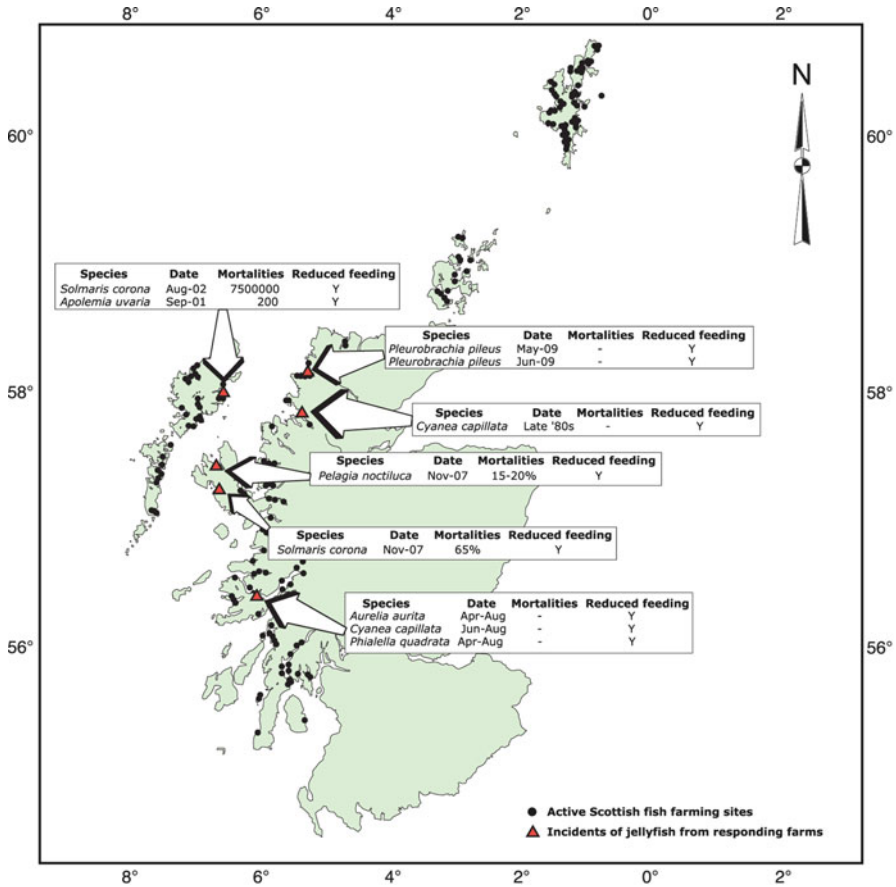 8° 6° 4° 2° 0° 2°
N
60° 60°
Species Date Mortalities Reduced feeding
Solmaris corona Aug-02 7500000 Y
Apolemia uvaria Sep-01 200 Y
Species Date Mortalities Reduced feeding
Pleurobrachia pileus May-09 - Y
Pleurobrachia pileus Jun-09 - Y
58° 58°
Species Date Mortalities Reduced feeding
Cyanea capillata Late '80s - Y
Species Date Mortalities Reduced feeding
Pelagia noctiluca Nov-07 15-20% Y
Species Date Mortalities Reduced feeding
Solmaris corona Nov-07 65% Y
Species Date Mortalities Reduced feeding
Aurelia aurita Apr-Aug - Y
Cyanea capillata Jun-Aug - Y
Phialella quadrata Apr-Aug - Y
56° 56°
Active Scottish fish farming sites
Incidents of jellyfish from responding farms
8° 6° 4° 2° 0° 2°